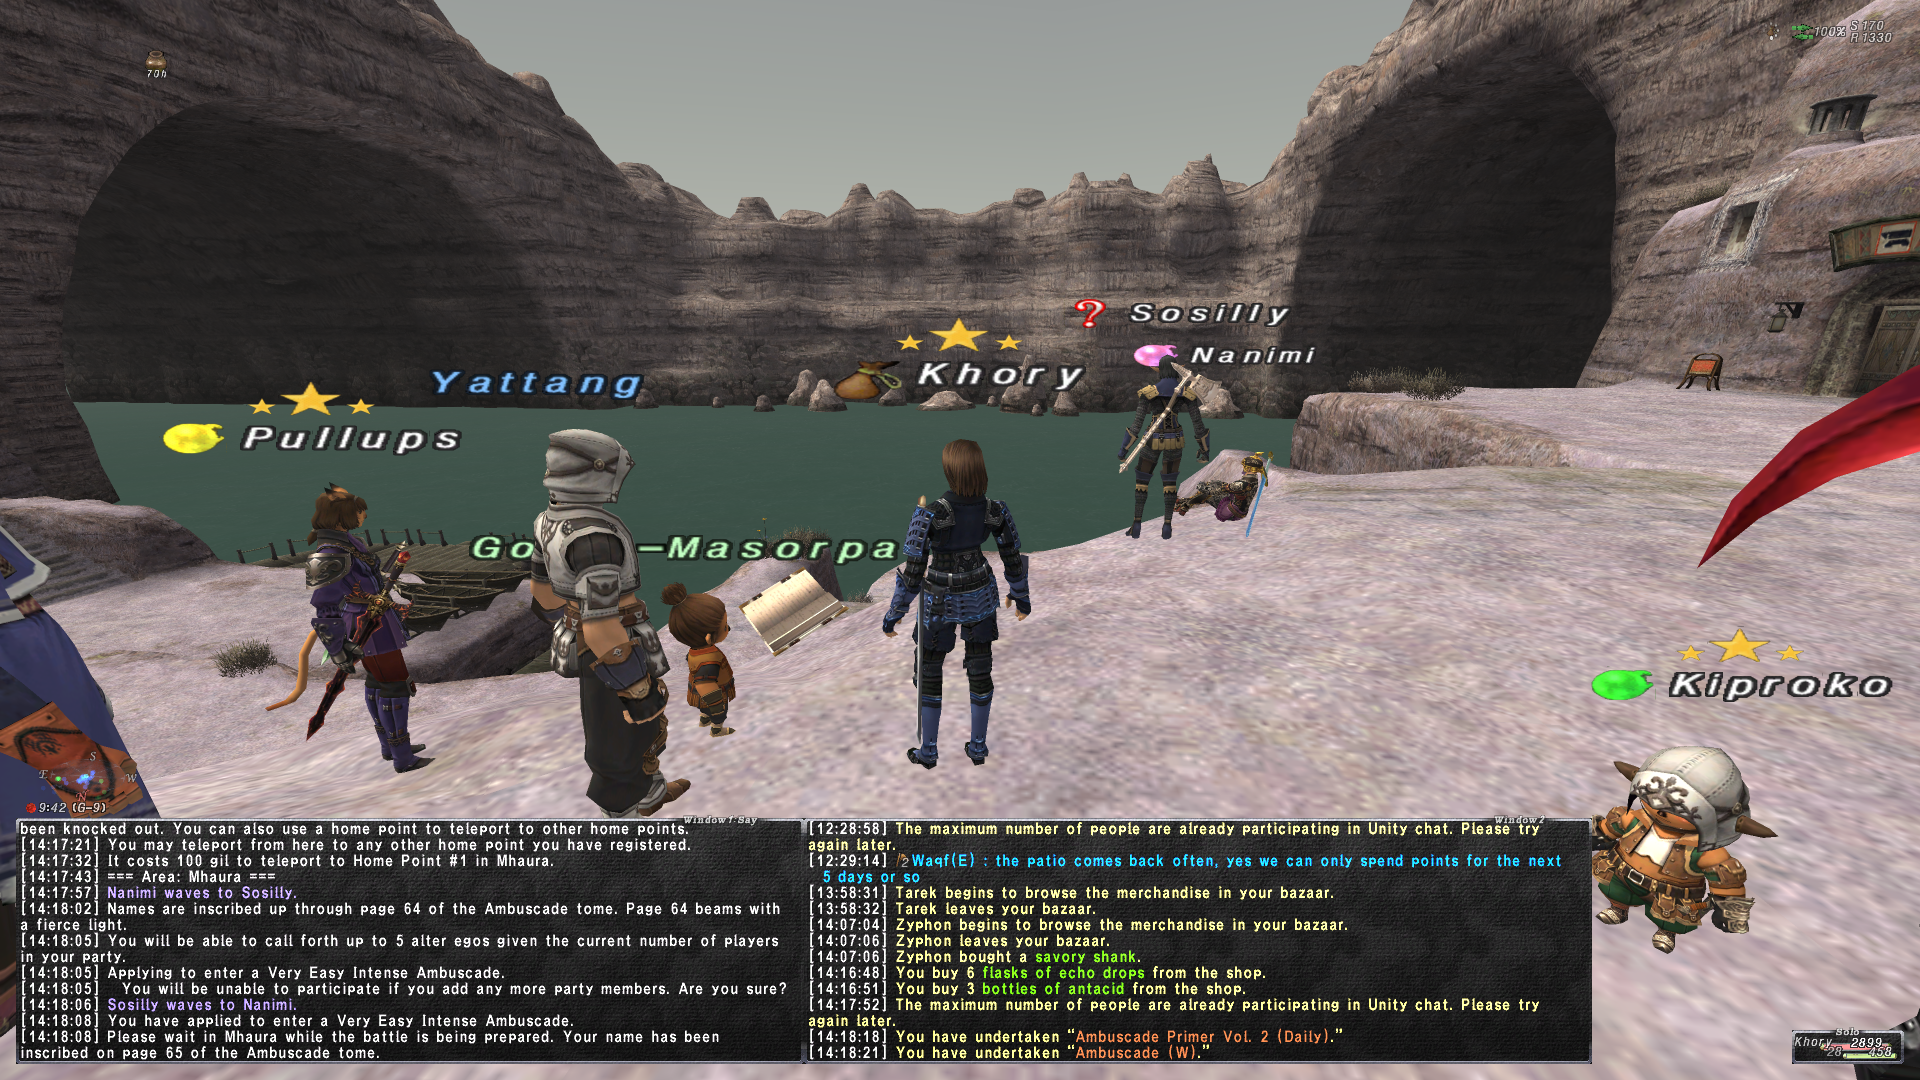 100% S 170
R 1330
70h
Sosilly
Nanimi
Khory
Yattang
Pullups
Go
-Masorpa
Kiproko
S
E
W
N
9:42 (G-9)
Window1:Say
been knocked out. You can also use a home point to teleport to other home points.
[14:17:21] You may teleport from here to any other home point you have registered.
[14:17:32] It costs 100 gil to teleport to Home Point #1 in Mhaura.
[14:17:43] === Area: Mhaura ===
[14:17:57] Nanimi waves to Sosilly.
[14:18:02] Names are inscribed up through page 64 of the Ambuscade tome. Page 64 beams with
a fierce light.
[14:18:05] You will be able to call forth up to 5 alter egos given the current number of players
in your party.
[14:18:05] Applying to enter a Very Easy Intense Ambuscade.
[14:18:05] You will be unable to participate if you add any more party members. Are you sure?
[14:18:06] Sosilly waves to Nanimi.
[14:18:08] You have applied to enter a Very Easy Intense Ambuscade.
[14:18:08] Please wait in Mhaura while the battle is being prepared. Your name has been
inscribed on page 65 of the Ambuscade tome.
Window2
[12:28:58] The maximum number of people are already participating in Unity chat. Please try
again later.
[12:29:14] 2 Waqf(E) : the patio comes back often, yes we can only spend points for the next
5 days or so
[13:58:31] Tarek begins to browse the merchandise in your bazaar.
[13:58:32] Tarek leaves your bazaar.
[14:07:04] Zyphon begins to browse the merchandise in your bazaar.
[14:07:06] Zyphon leaves your bazaar.
[14:07:06] Zyphon bought a savory shank.
[14:16:48] You buy 6 flasks of echo drops from the shop.
[14:16:51] You buy 3 bottles of antacid from the shop.
[14:17:52] The maximum number of people are already participating in Unity chat. Please try
again later.
[14:18:18] You have undertaken “Ambuscade Primer Vol. 2 (Daily).”
[14:18:21] You have undertaken “Ambuscade (W).”
Solo
Khory 2899
28 458